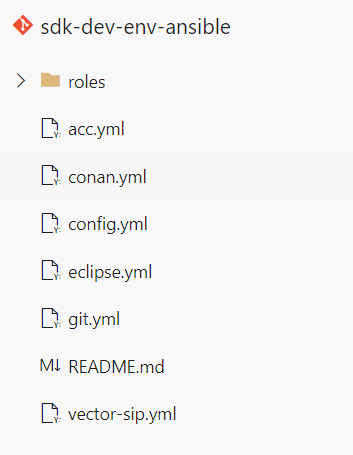 sdk-dev-env-ansible
roles
acc.yml
conan.yml
config.yml
eclipse.yml
git.yml
M↓ README.md
vector-sip.yml